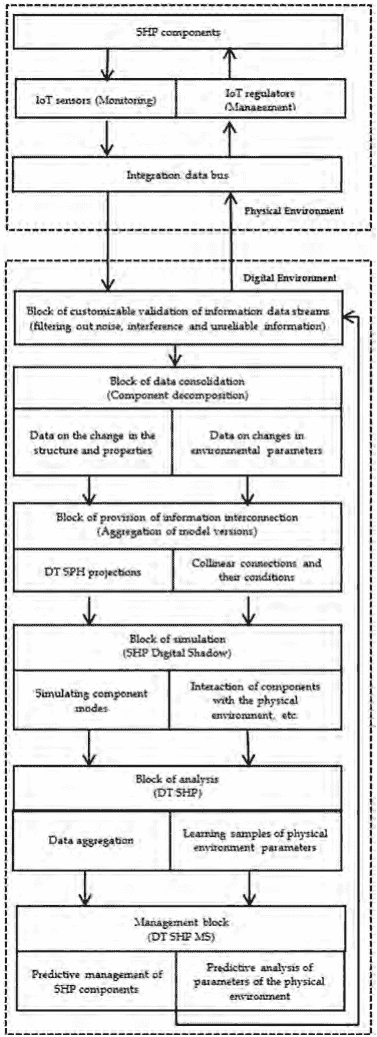 SHP components
IoT sensors (Monitoring)
IoT regulators
(Management)
Integration data bus
Physical Environment
Digital Environment
Block of customizable validation of information data streams
(filtering out noise, interference and unreliable information)
Block of data consolidation
(Component decomposition)
Data on the change in the
structure and properties
Data on changes in
environmental parameters
Block of provision of information interconnection
(Aggregation of model versions)
DT SPH projections
Collinear connections and
their conditions
Block of simulation
(SHP Digital Shadow)
Simulating component
modes
Interaction of components
with the physical
environment, etc.
Block of analysis
(DT SHP)
Data aggregation
Learning samples of physical
environment parameters
Management block
(DT SHP MS)
Predictive management of
SHP components
Predictive analysis of
parameters of the physical
environment